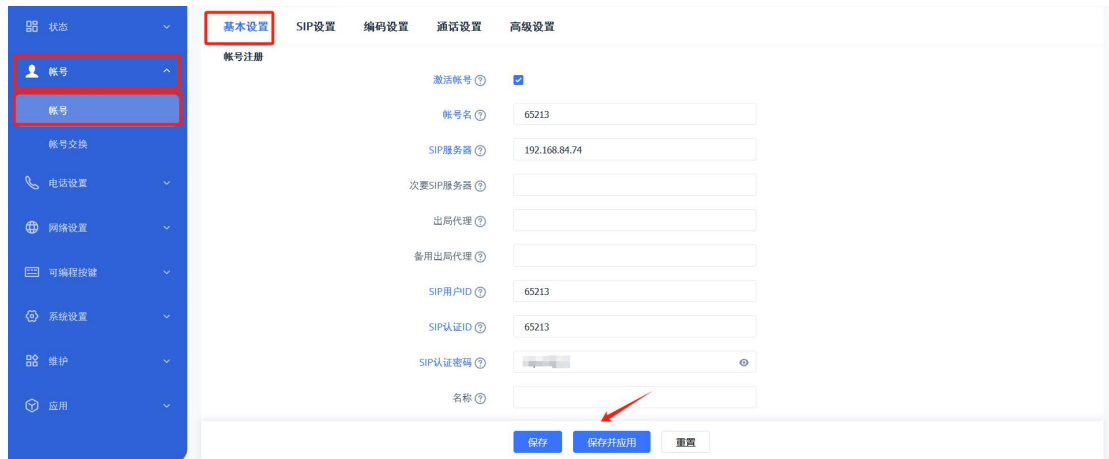 状态
帐号
帐号
帐号交换
电话设置
网络设置
可编程按键
系统设置
维护
应用
基本设置 SIP设置 编码设置 通话设置 高级设置
帐号注册
激活帐号
帐号名 65213
SIP服务器 192.168.84.74
次要SIP服务器
出局代理
备用出局代理
SIP用户ID 65213
SIP认证ID 65213
SIP认证密码
名称
保存 保存并应用 重置